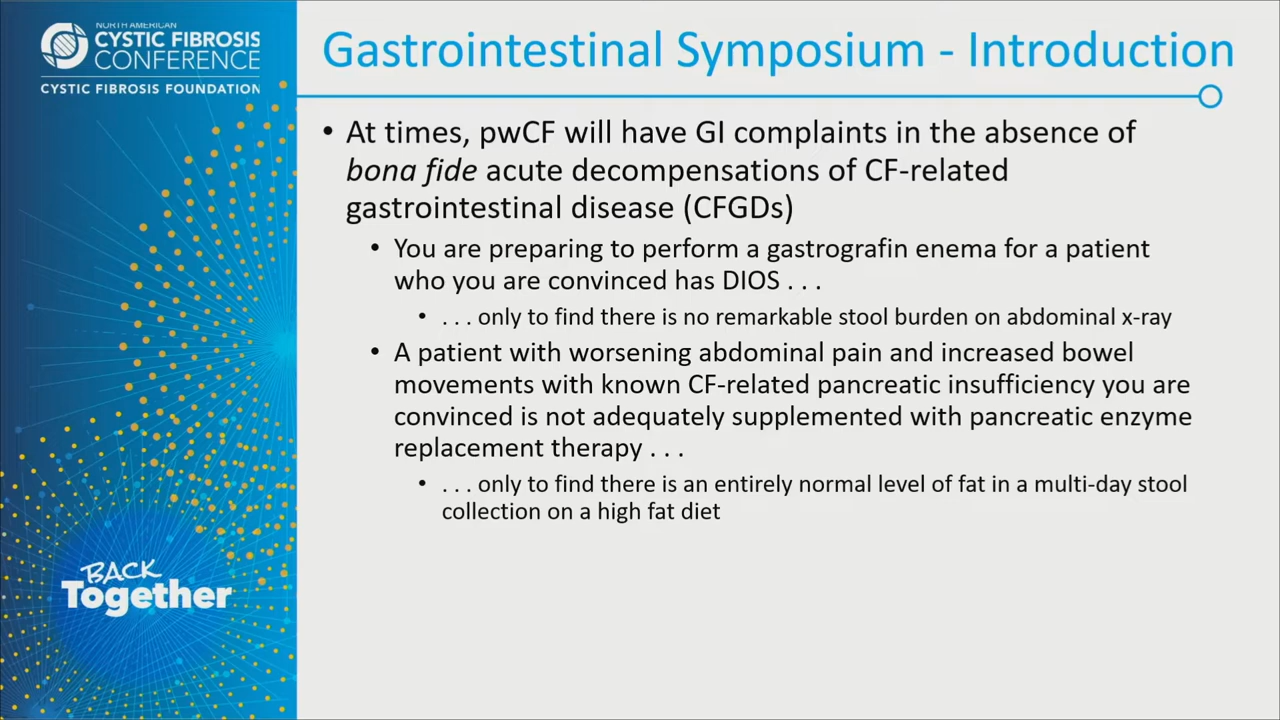 NORTH AMERICAN
CYSTIC FIBROSIS
CONFERENCE
CYSTIC FIBROSIS FOUNDATION
Gastrointestinal Symposium - Introduction
• At times, pwCF will have GI complaints in the absence of
bona fide acute decompensations of CF-related
gastrointestinal disease (CFGDs)
• You are preparing to perform a gastrografin enema for a patient
who you are convinced has DIOS . . .
• . . . only to find there is no remarkable stool burden on abdominal x-ray
• A patient with worsening abdominal pain and increased bowel
movements with known CF-related pancreatic insufficiency you are
convinced is not adequately supplemented with pancreatic enzyme
replacement therapy . . .
• . . . only to find there is an entirely normal level of fat in a multi-day stool
collection on a high fat diet
BACK
Together